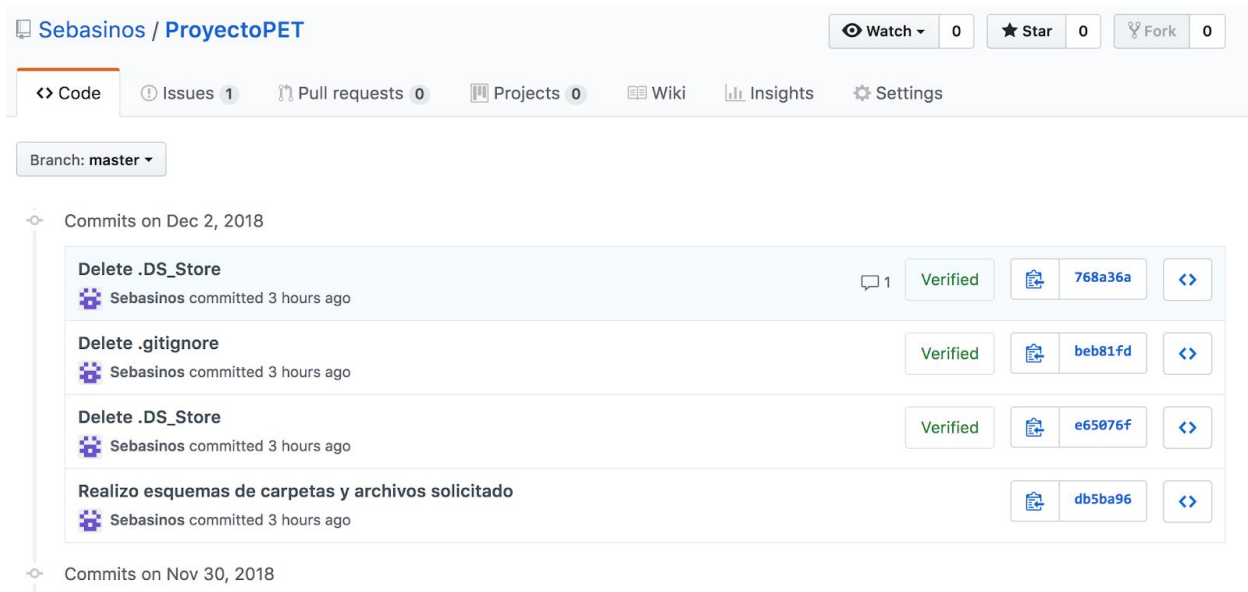 Sebasinos / ProyectoPET
Watch 0 Star 0 Fork 0
Code Issues 1 Pull requests 0 Projects 0 Wiki Insights Settings
Branch: master
Commits on Dec 2, 2018
Delete .DS_Store
Sebasinos committed 3 hours ago
1 Verified 768a36a
Delete .gitignore
Sebasinos committed 3 hours ago
Verified beb81fd
Delete .DS_Store
Sebasinos committed 3 hours ago
Verified e65076f
Realizo esquemas de carpetas y archivos solicitado
Sebasinos committed 3 hours ago
db5ba96
Commits on Nov 30, 2018